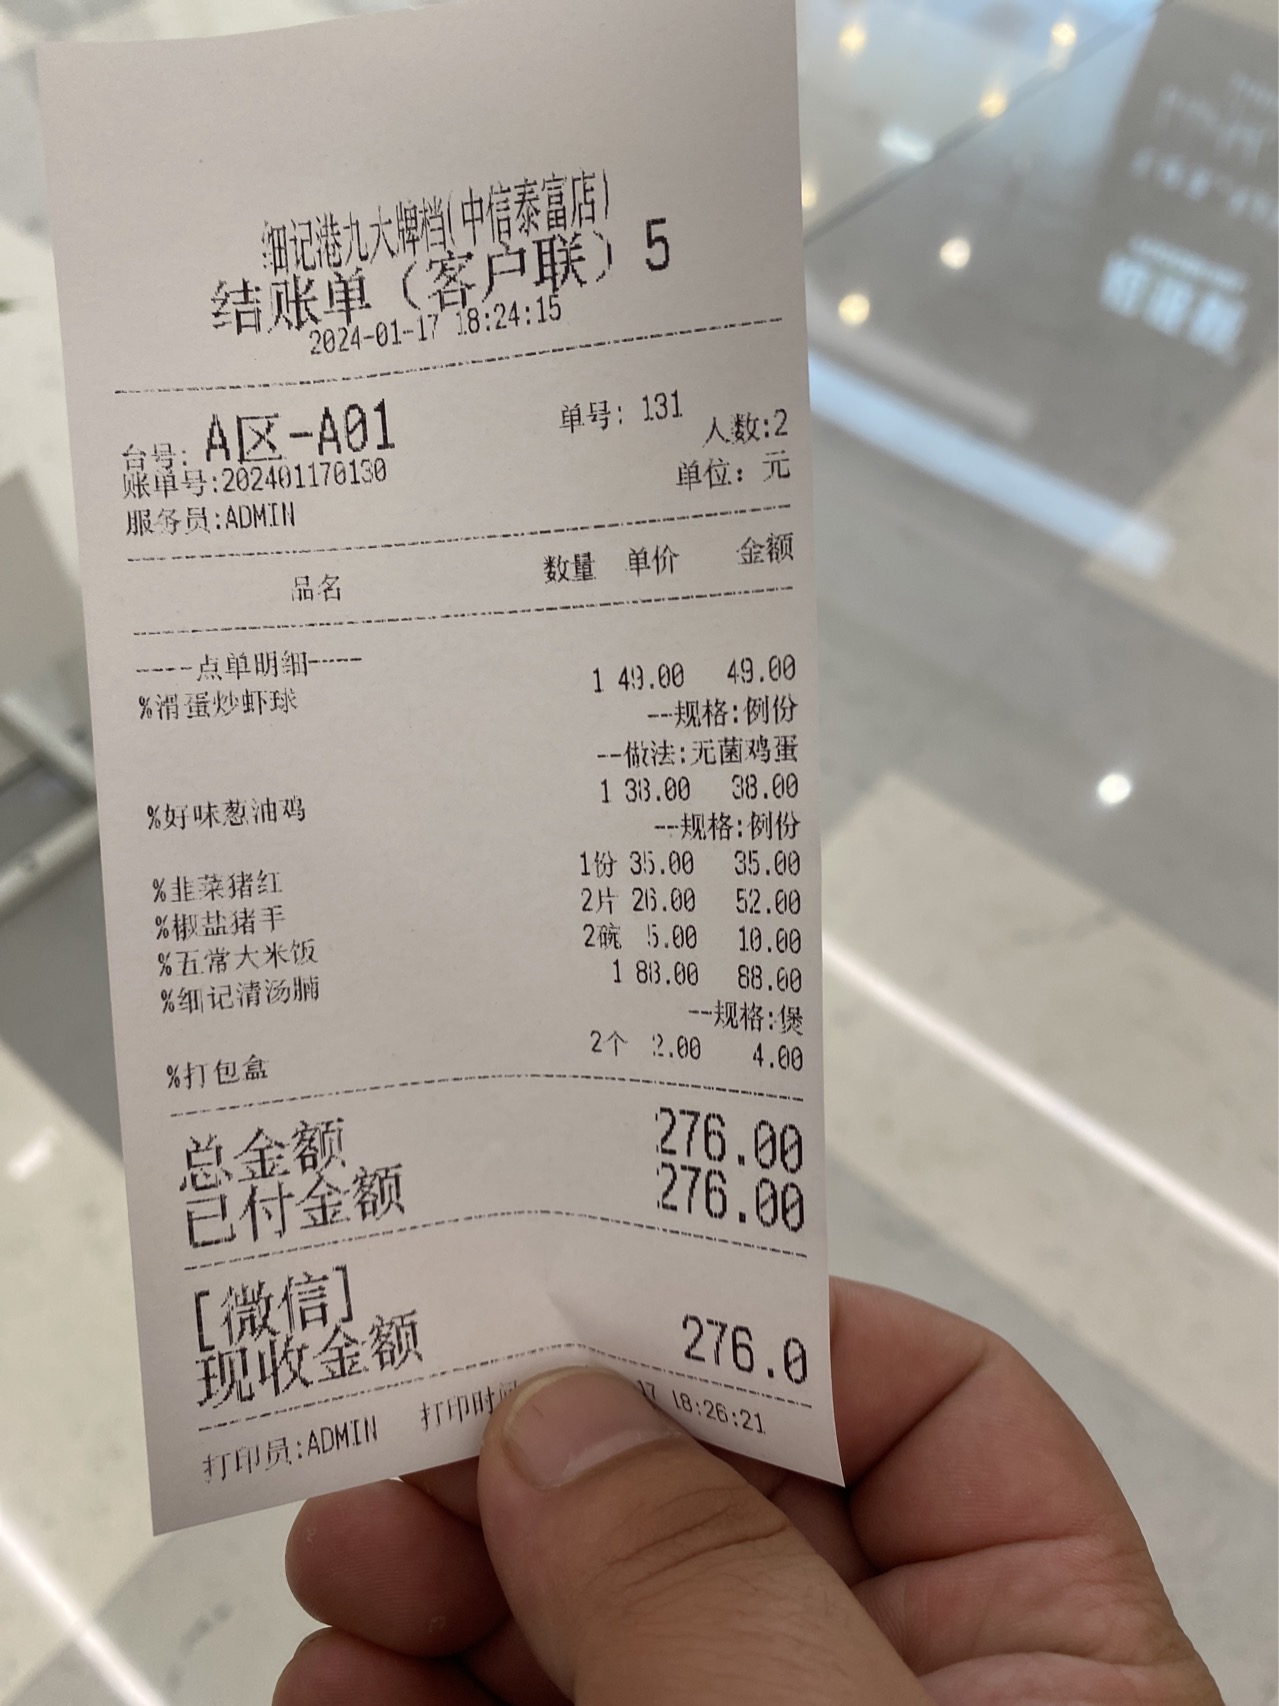 细记港九大牌档(中信泰富店)
结账单（客户联）5
2024-01-17 18:24:15
台号: A区-A01 单号: 131
账单号:202401170130 人数:2
服务员:ADMIN 单位: 元
品名 数量 单价 金额
-----点单明细-----
%滑蛋炒虾球 1 49.00 49.00
--规格:例份
--做法:无菌鸡蛋
%好味葱油鸡 1 38.00 38.00
--规格:例份
%韭菜猪红 1份 35.00 35.00
%椒盐猪手 2片 26.00 52.00
%五常大米饭 2碗 5.00 10.00
%细记清汤腩 1 88.00 88.00
--规格:煲
%打包盒 2个 2.00 4.00
总金额 276.00
已付金额 276.00
[微信]
现收金额 276.0
打印员:ADMIN 打印时间 17 18:26:21